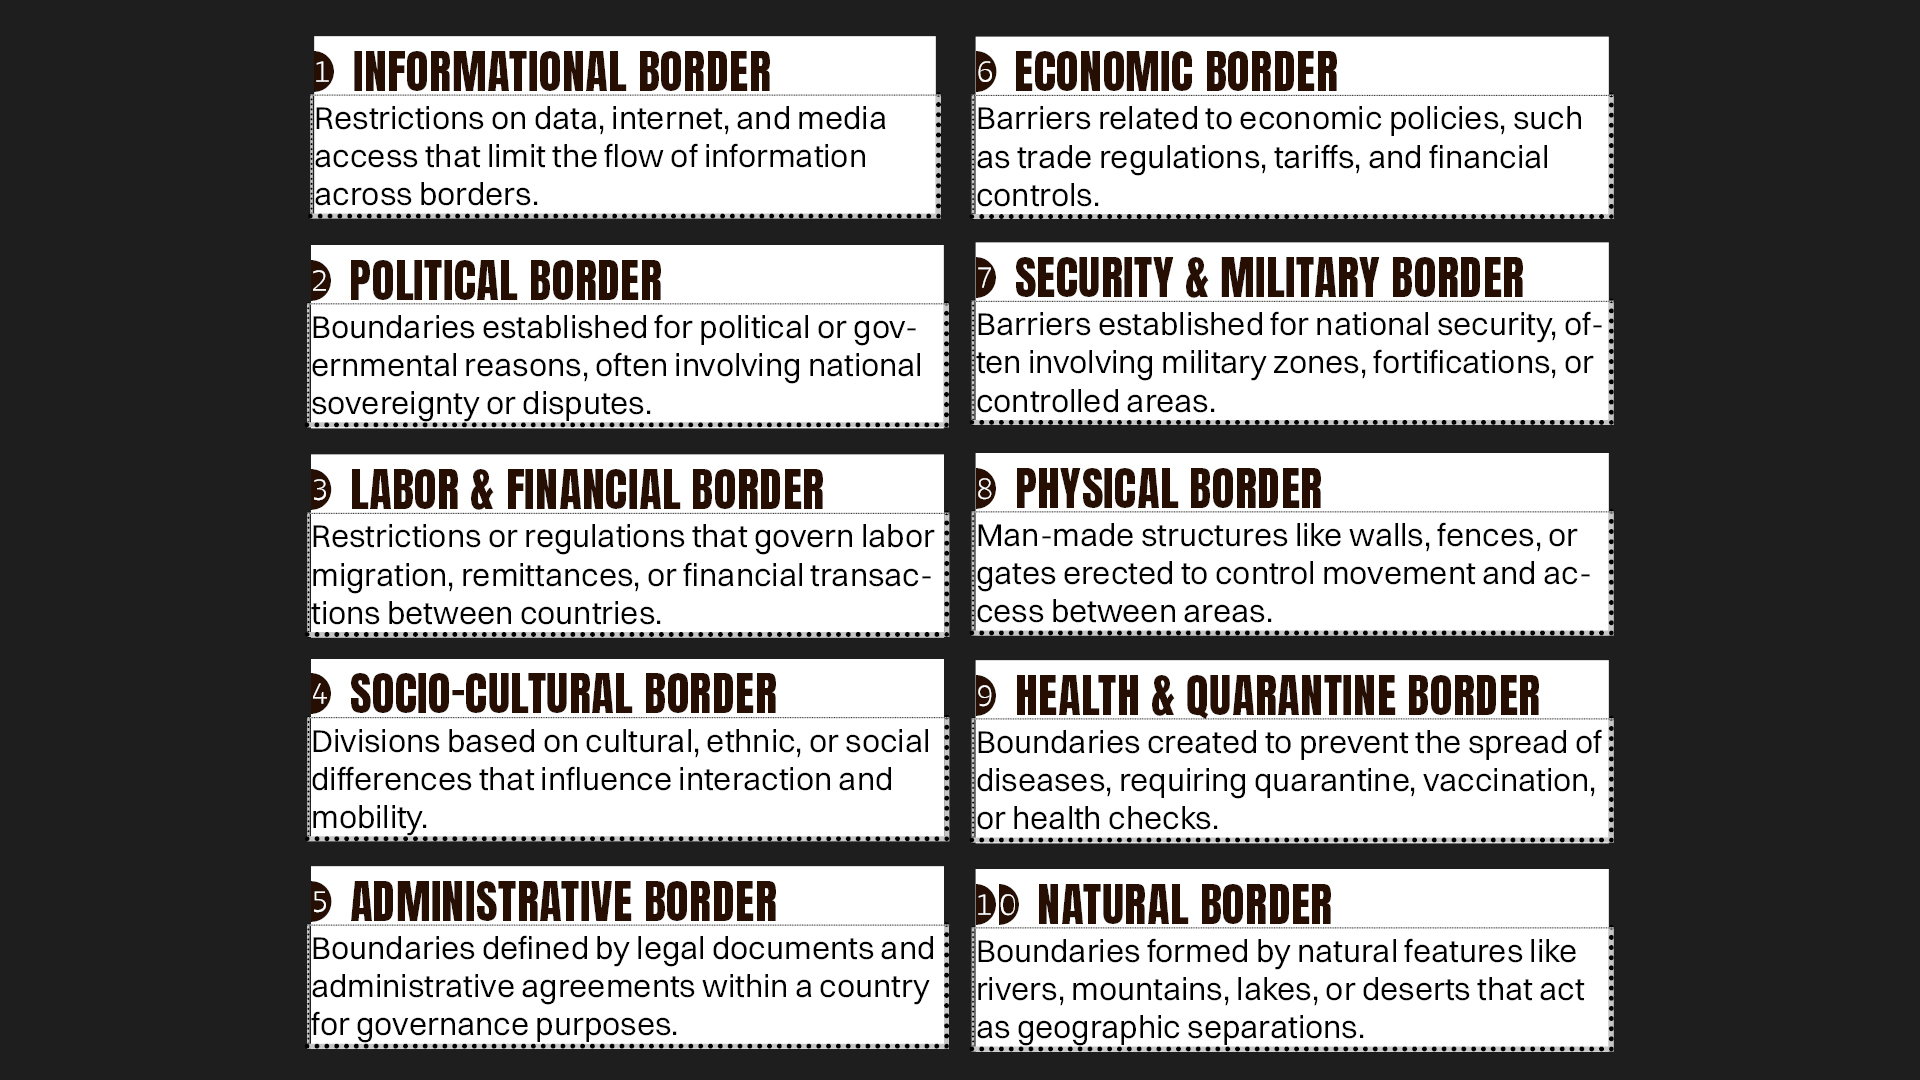 1 INFORMATIONAL BORDER
Restrictions on data, internet, and media
access that limit the flow of information
across borders.
2 POLITICAL BORDER
Boundaries established for political or gov-
ernmental reasons, often involving national
sovereignty or disputes.
3 LABOR & FINANCIAL BORDER
Restrictions or regulations that govern labor
migration, remittances, or financial transac-
tions between countries.
4 SOCIO-CULTURAL BORDER
Divisions based on cultural, ethnic, or social
differences that influence interaction and
mobility.
5 ADMINISTRATIVE BORDER
Boundaries defined by legal documents and
administrative agreements within a country
for governance purposes.
6 ECONOMIC BORDER
Barriers related to economic policies, such
as trade regulations, tariffs, and financial
controls.
7 SECURITY & MILITARY BORDER
Barriers established for national security, of-
ten involving military zones, fortifications, or
controlled areas.
8 PHYSICAL BORDER
Man-made structures like walls, fences, or
gates erected to control movement and ac-
cess between areas.
9 HEALTH & QUARANTINE BORDER
Boundaries created to prevent the spread of
diseases, requiring quarantine, vaccination,
or health checks.
10 NATURAL BORDER
Boundaries formed by natural features like
rivers, mountains, lakes, or deserts that act
as geographic separations.